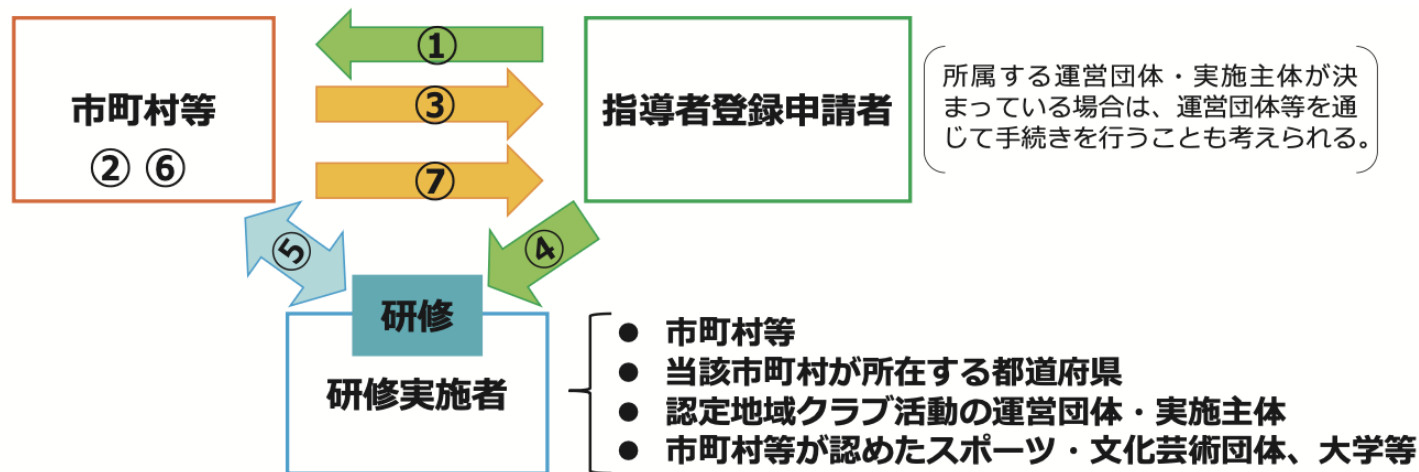 ①
市町村等
③
指導者登録申請者
② ⑥
⑦
所属する運営団体・実施主体が決
まっている場合は、運営団体等を通
じて手続きを行うことも考えられる。
⑤
④
研修
研修実施者
● 市町村等
● 当該市町村が所在する都道府県
● 認定地域クラブ活動の運営団体・実施主体
● 市町村等が認めたスポーツ・文化芸術団体、大学等